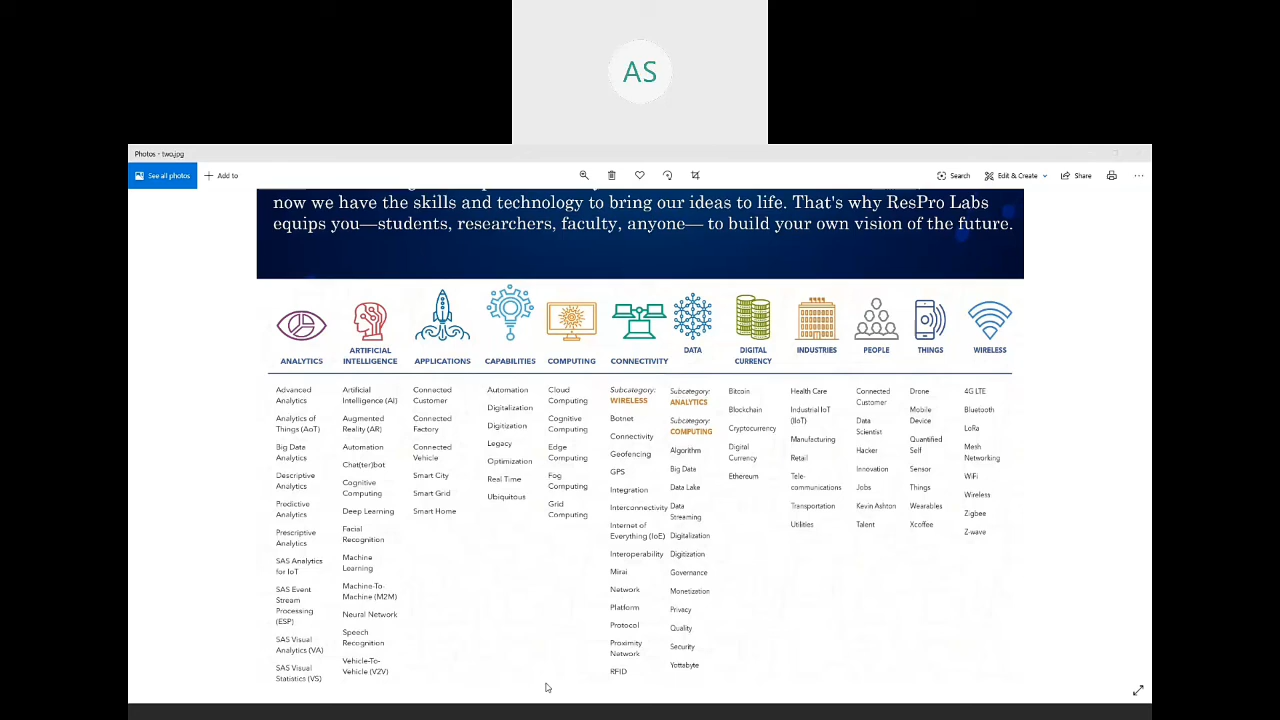 AS
Photos - two.jpg
See all photos
Add to
Search
Edit & Create
Share
now we have the skills and technology to bring our ideas to life. That's why ResPro Labs
equips you—students, researchers, faculty, anyone— to build your own vision of the future.
ANALYTICS
Advanced
Analytics
Analytics of
Things (AoT)
Big Data
Analytics
Descriptive
Analytics
Predictive
Analytics
Prescriptive
Analytics
SAS Analytics
for IoT
SAS Event
Stream
Processing
(ESP)
SAS Visual
Analytics (VA)
SAS Visual
Statistics (VS)
ARTIFICIAL
INTELLIGENCE
Artificial
Intelligence (AI)
Augmented
Reality (AR)
Automation
Chat(ter)bot
Cognitive
Computing
Deep Learning
Facial
Recognition
Machine
Learning
Machine-To-
Machine (M2M)
Neural Network
Speech
Recognition
Vehicle-To-
Vehicle (V2V)
APPLICATIONS
Connected
Customer
Connected
Factory
Connected
Vehicle
Smart City
Smart Grid
Smart Home
CAPABILITIES
Automation
Digitalization
Digitization
Legacy
Optimization
Real Time
Ubiquitous
COMPUTING
Cloud
Computing
Cognitive
Computing
Edge
Computing
Fog
Computing
Grid
Computing
CONNECTIVITY
Subcategory:
WIRELESS
Botnet
Connectivity
Geofencing
GPS
Integration
Interconnectivity
Internet of
Everything (IoE)
Interoperability
Mirai
Network
Platform
Protocol
Proximity
Network
RFID
DATA
Subcategory:
ANALYTICS
Subcategory:
COMPUTING
Algorithm
Big Data
Data Lake
Data
Streaming
Digitalization
Digitization
Governance
Monetization
Privacy
Quality
Security
Yottabyte
DIGITAL
CURRENCY
Bitcoin
Blockchain
Cryptocurrency
Digital
Currency
Ethereum
INDUSTRIES
Health Care
Industrial IoT
(IIoT)
Manufacturing
Retail
Tele-
communications
Transportation
Utilities
PEOPLE
Connected
Customer
Data
Scientist
Hacker
Innovation
Jobs
Kevin Ashton
Talent
THINGS
Drone
Mobile
Device
Quantified
Self
Sensor
Things
Wearables
Xcoffee
WIRELESS
4G LTE
Bluetooth
LoRa
Mesh
Networking
WiFi
Wireless
Zigbee
Z-wave